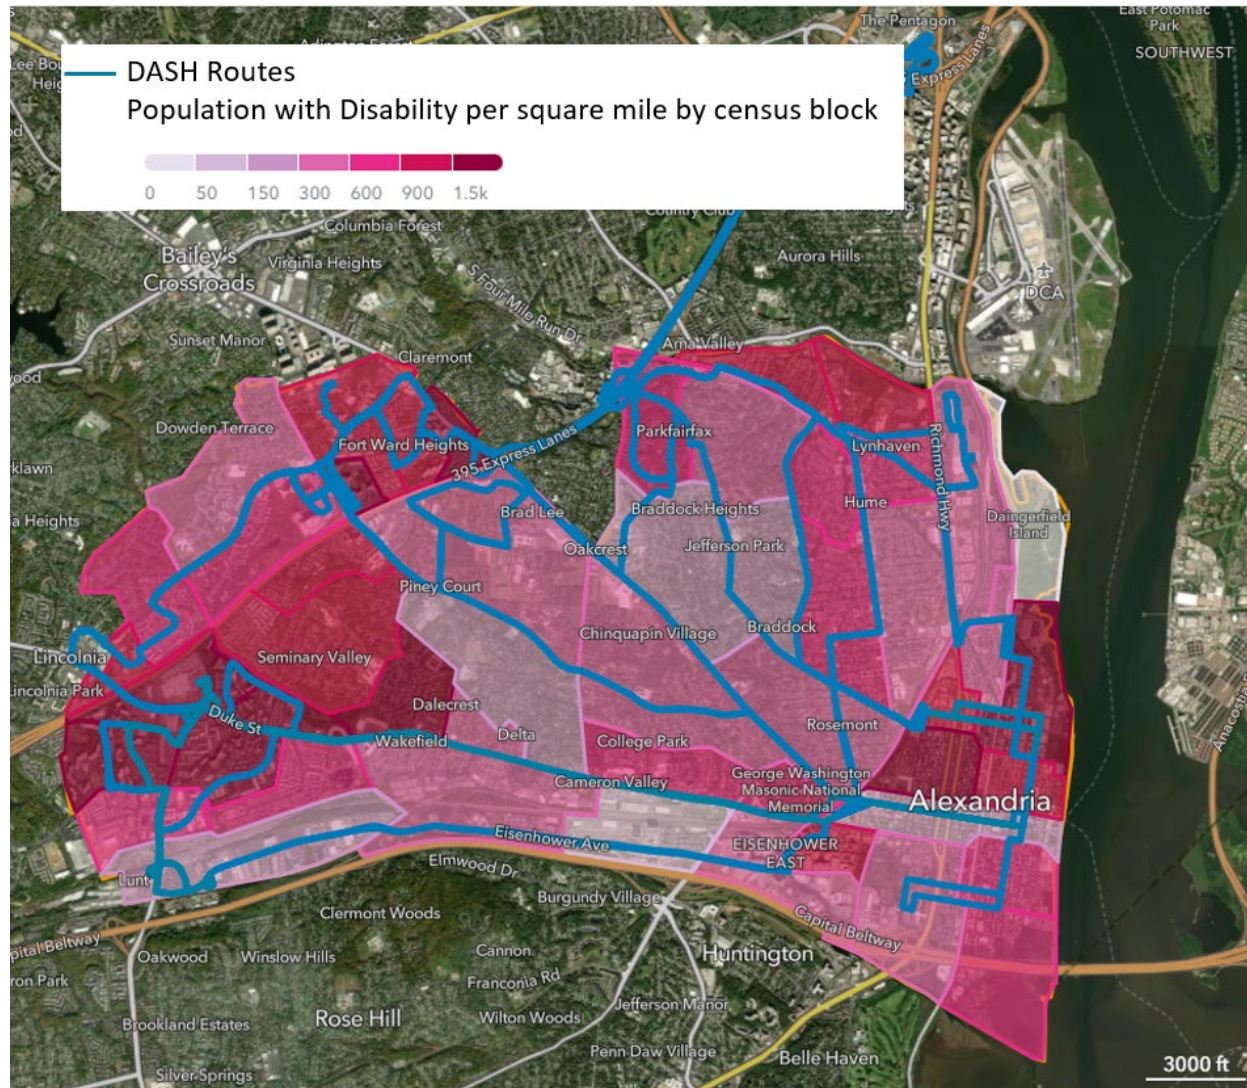 The Pentagon
East Potomac
Park
SOUTHWEST
5 Express Lanes
DASH Routes
Population with Disability per square mile by census block
0 50 150 300 600 900 1.5k
Country Club
Columbia Forest
Bailey's
Crossroads
Virginia Heights
Aurora Hills
S Four Mile Run Dr
DCA
Sunset Manor
Claremont
Arna Valley
Dowden Terrace
Fort Ward Heights
Parkfairfax
Lynhaven
Richmond Hwy
395 Express Lanes
Brad Lee
Braddock Heights
Hume
Daingerfield
Island
Oakcrest
Jefferson Park
Piney Court
Chinquapin Village
Braddock
Lincolnia
Seminary Valley
Lincolnia Park
Dalecrest
Duke St
Wakefield
Delta
College Park
Rosemont
Cameron Valley
George Washington
Masonic National
Memorial
Alexandria
Eisenhower Ave
EISENHOWER
EAST
Elmwood Dr
Lunt
Burgundy Village
Clermont Woods
Capital Beltway
pital Beltway
Oakwood
Winslow Hills
Cannon
Huntington
Franconia Rd
ron Park
Jefferson Manor
Brookland Estates
Rose Hill
Wilton Woods
Penn Daw Village
Belle Haven
Silver Springs
3000 ft